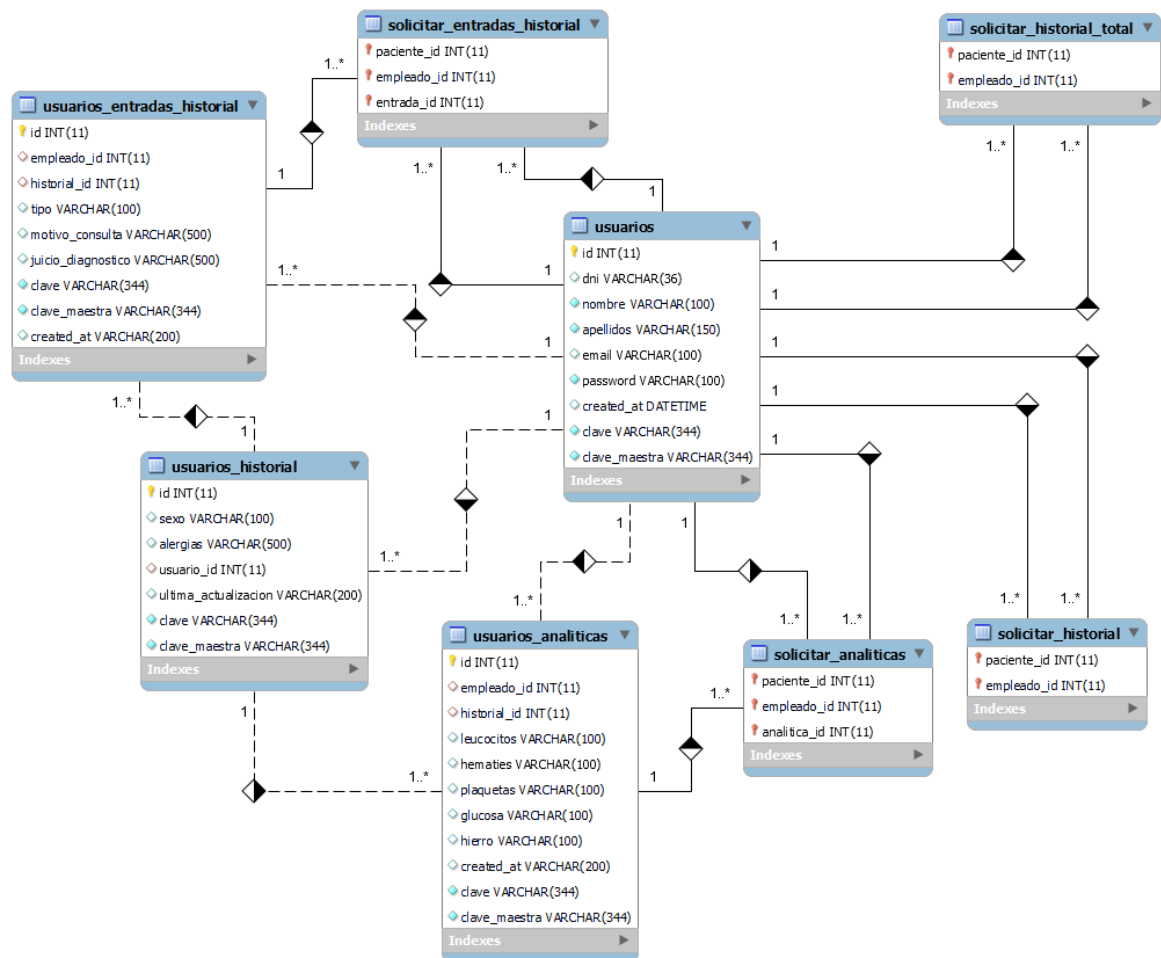 solicitar_entradas_historial
paciente_id INT(11)
empleado_id INT(11)
entrada_id INT(11)
Indexes
solicitar_historial_total
paciente_id INT(11)
empleado_id INT(11)
Indexes
usuarios_entradas_historial
id INT(11)
empleado_id INT(11)
historial_id INT(11)
tipo VARCHAR(100)
motivo_consulta VARCHAR(500)
juicio_diagnostico VARCHAR(500)
clave VARCHAR(344)
clave_maestra VARCHAR(344)
created_at VARCHAR(200)
Indexes
1..*
1
1..*
1..*
1
1
1..*
1
1..*
1
usuarios
id INT(11)
dni VARCHAR(36)
nombre VARCHAR(100)
apellidos VARCHAR(150)
email VARCHAR(100)
password VARCHAR(100)
created_at DATETIME
clave VARCHAR(344)
clave_maestra VARCHAR(344)
Indexes
1..*
1..*
1
1
1
1
1
usuarios_historial
id INT(11)
sexo VARCHAR(100)
alergias VARCHAR(500)
usuario_id INT(11)
ultima_actualizacion VARCHAR(200)
clave VARCHAR(344)
clave_maestra VARCHAR(344)
Indexes
1
1..*
1
1
1..*
1..*
1..*
1..*
1..*
1
1..*
1..*
1
usuarios_analiticas
id INT(11)
empleado_id INT(11)
historial_id INT(11)
leucocitos VARCHAR(100)
hematies VARCHAR(100)
plaquetas VARCHAR(100)
glucosa VARCHAR(100)
hierro VARCHAR(100)
created_at VARCHAR(200)
clave VARCHAR(344)
clave_maestra VARCHAR(344)
Indexes
solicitar_analiticas
paciente_id INT(11)
empleado_id INT(11)
analitica_id INT(11)
Indexes
solicitar_historial
paciente_id INT(11)
empleado_id INT(11)
Indexes